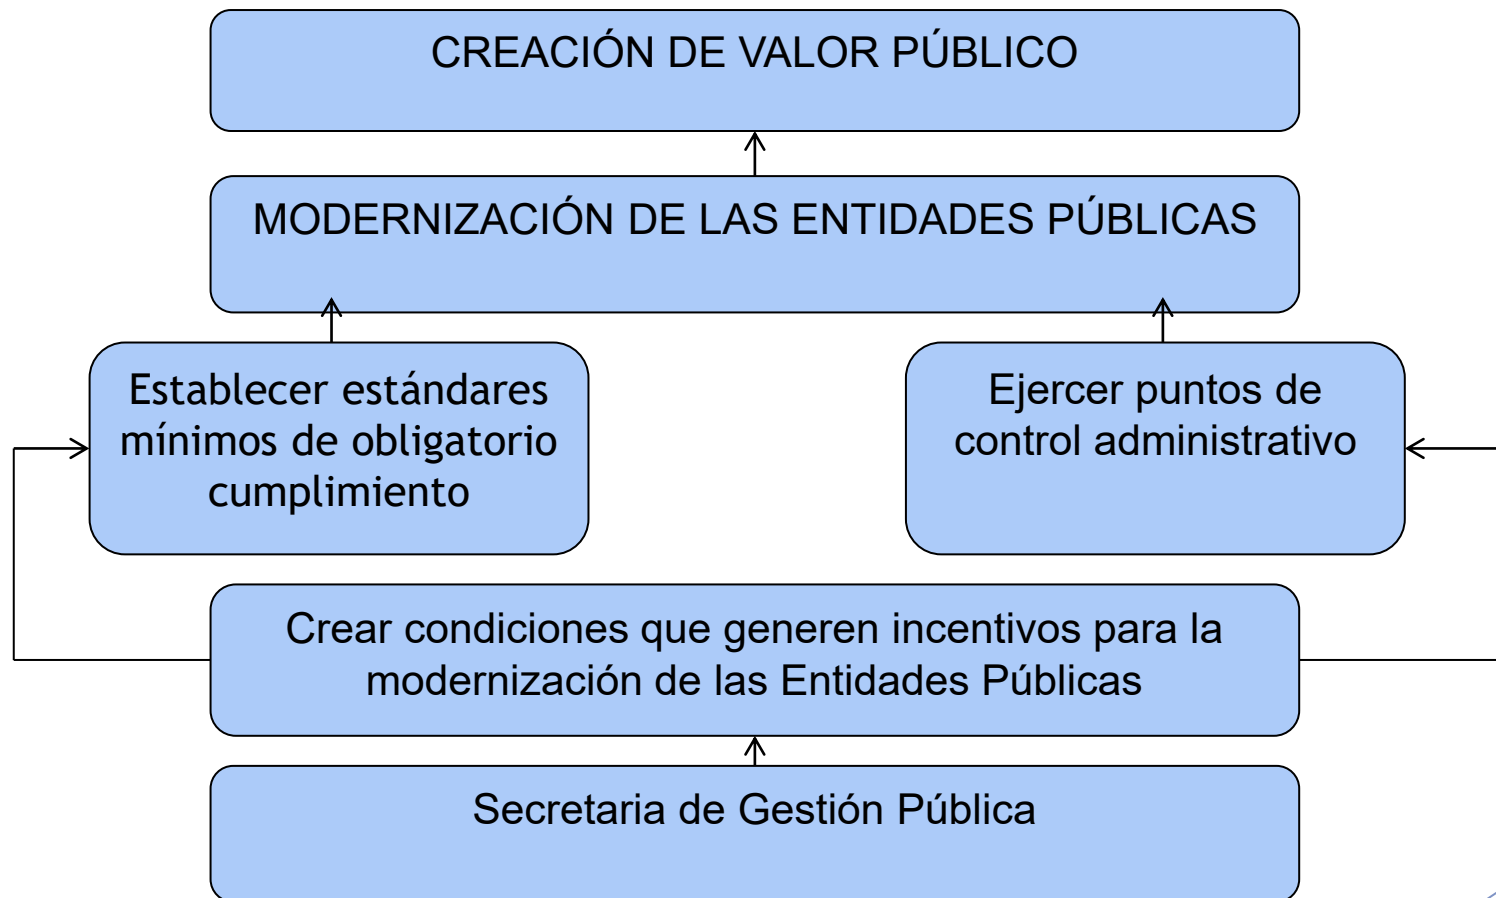 CREACIÓN DE VALOR PÚBLICO
MODERNIZACIÓN DE LAS ENTIDADES PÚBLICAS
Establecer estándares
mínimos de obligatorio
cumplimiento
Ejercer puntos de
control administrativo
Crear condiciones que generen incentivos para la
modernización de las Entidades Públicas
Secretaria de Gestión Pública